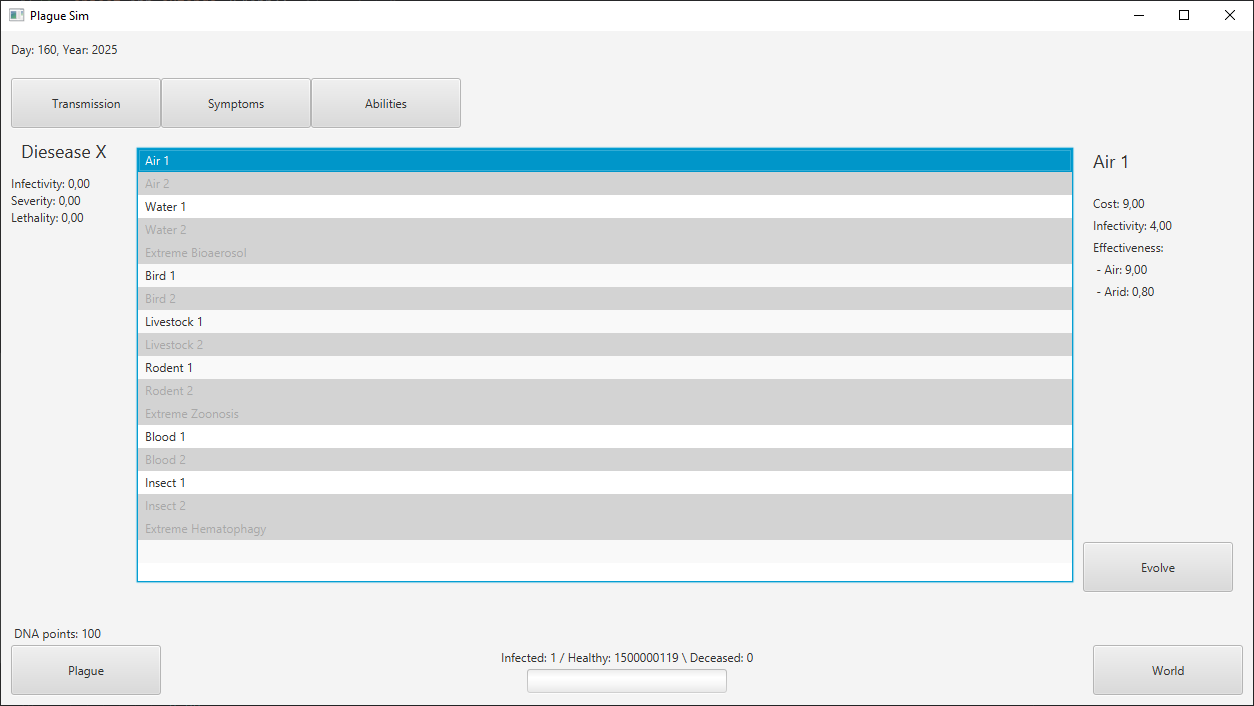 Plague Sim
Day: 160, Year: 2025
Transmission
Symptoms
Abilities
Diesease X
Infectivity: 0,00
Severity: 0,00
Lethality: 0,00
Air 1
Air 2
Water 1
Water 2
Extreme Bioaerosol
Bird 1
Bird 2
Livestock 1
Livestock 2
Rodent 1
Rodent 2
Extreme Zoonosis
Blood 1
Blood 2
Insect 1
Insect 2
Extreme Hematophagy
Air 1
Cost: 9,00
Infectivity: 4,00
Effectiveness:
- Air: 9,00
- Arid: 0,80
Evolve
DNA points: 100
Plague
Infected: 1 / Healthy: 1500000119 \ Deceased: 0
World